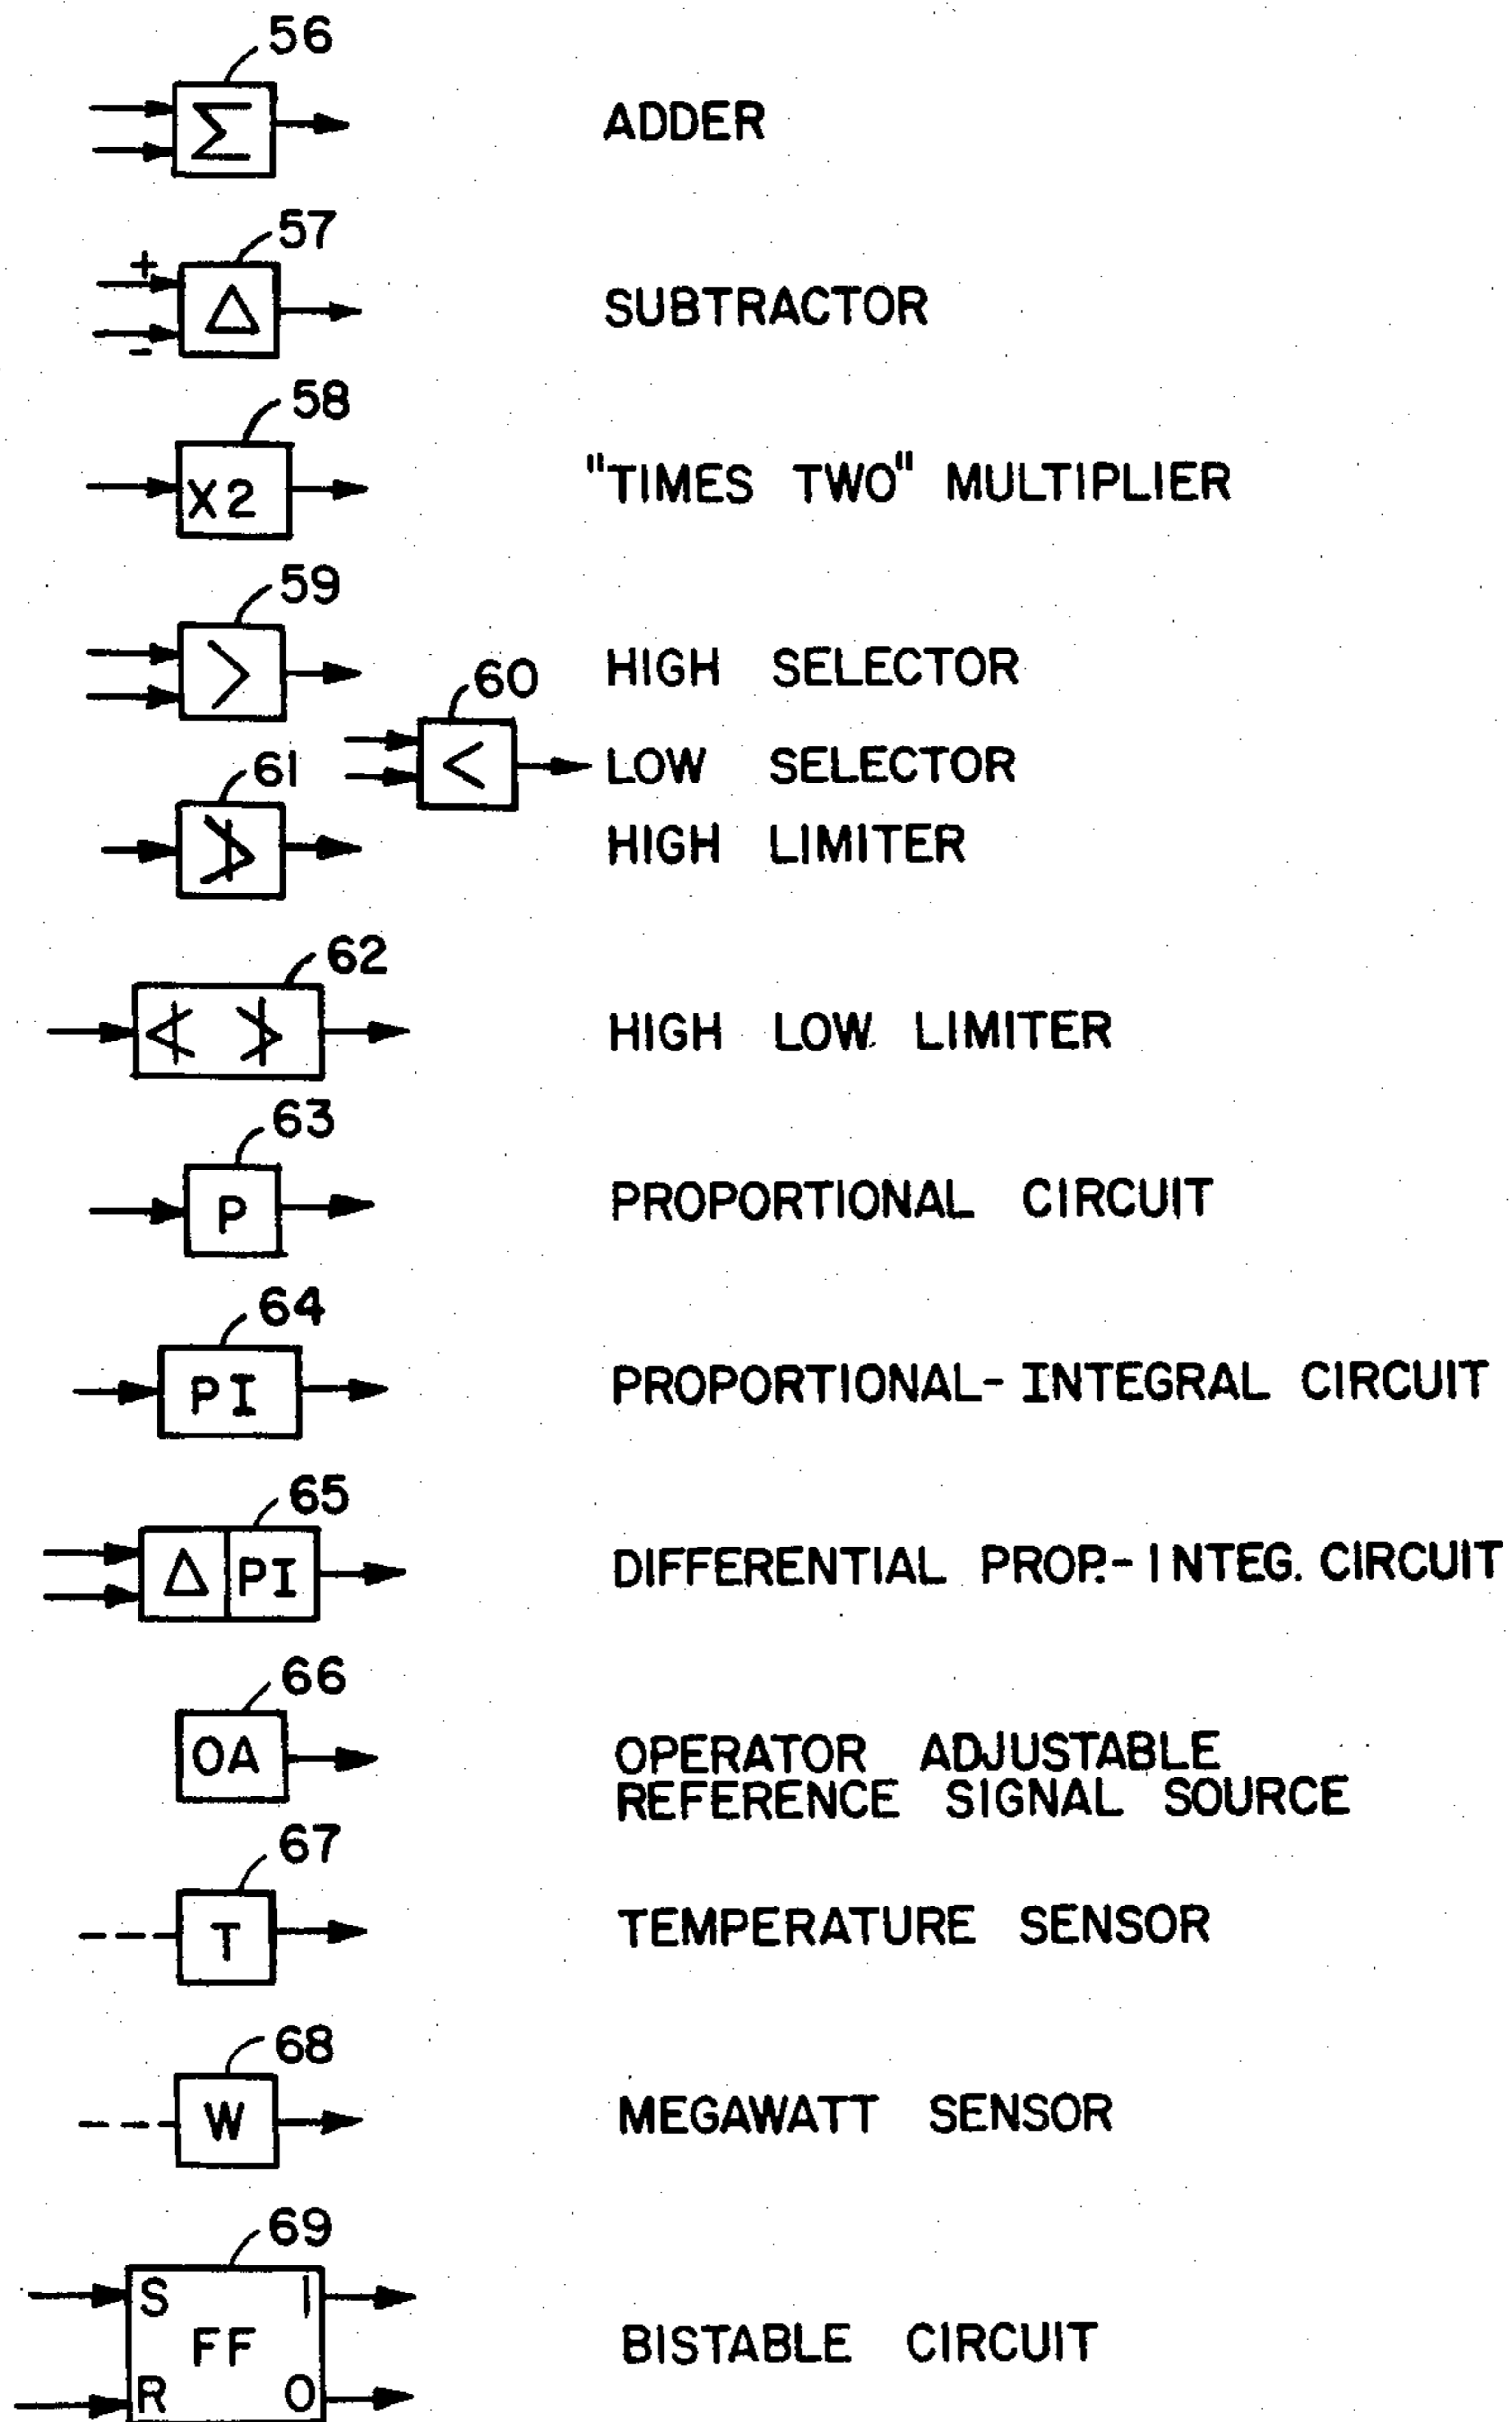 56
Σ ADDER
57
+
Δ SUBTRACTOR
-
58
X2 "TIMES TWO" MULTIPLIER
59
> HIGH SELECTOR
60
< LOW SELECTOR
61
≯ HIGH LIMITER
62
≮ ≯ HIGH LOW LIMITER
63
P PROPORTIONAL CIRCUIT
64
PI PROPORTIONAL-INTEGRAL CIRCUIT
65
Δ PI DIFFERENTIAL PROP.-INTEG. CIRCUIT
66
OA OPERATOR ADJUSTABLE
REFERENCE SIGNAL SOURCE
67
T TEMPERATURE SENSOR
68
W MEGAWATT SENSOR
69
S 1
FF BISTABLE CIRCUIT
R 0